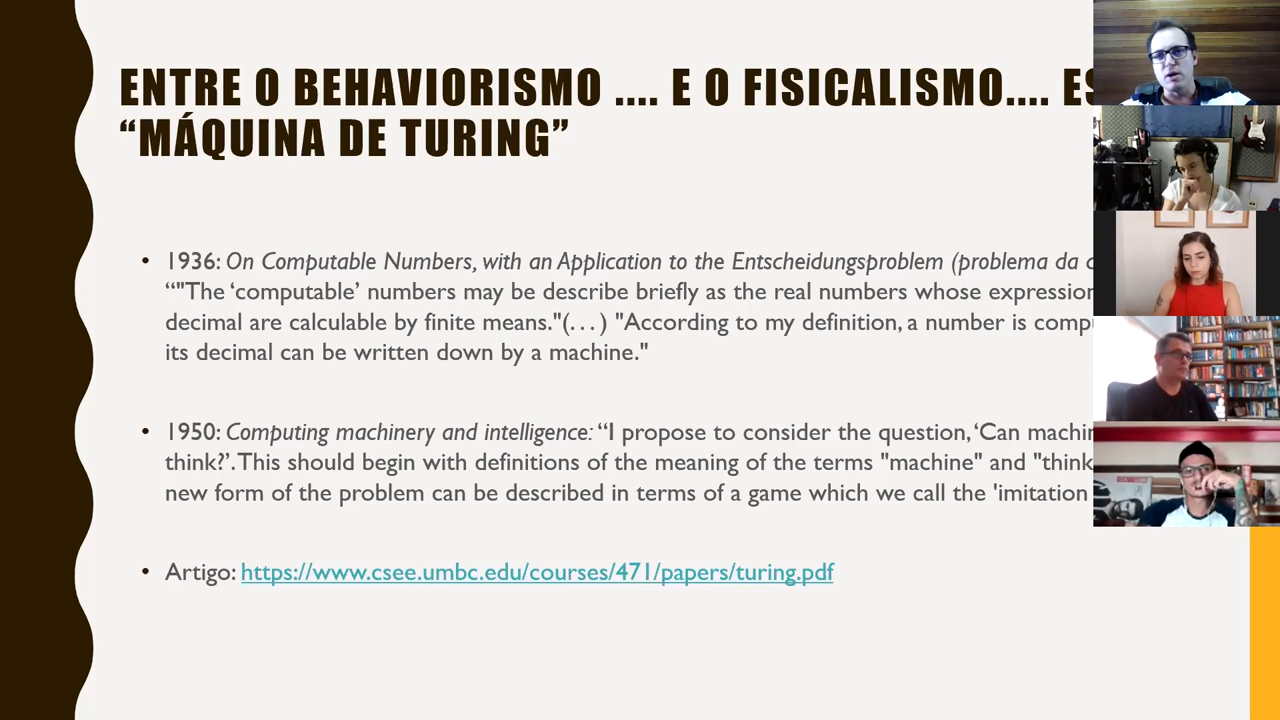 ENTRE O BEHAVIORISMO .... E O FISICALISMO....
“MÁQUINA DE TURING”
• 1936: On Computable Numbers, with an Application to the Entscheidungsproblem (problema da
“"The ‘computable’ numbers may be describe briefly as the real numbers whose
decimal are calculable by finite means."(…) "According to my definition, a number is
its decimal can be written down by a machine."
• 1950: Computing machinery and intelligence: “I propose to consider the question, ‘Can
think?’. This should begin with definitions of the meaning of the terms "machine" and
new form of the problem can be described in terms of a game which we call the 'imitation
• Artigo: https://www.csee.umbc.edu/courses/471/papers/turing.pdf